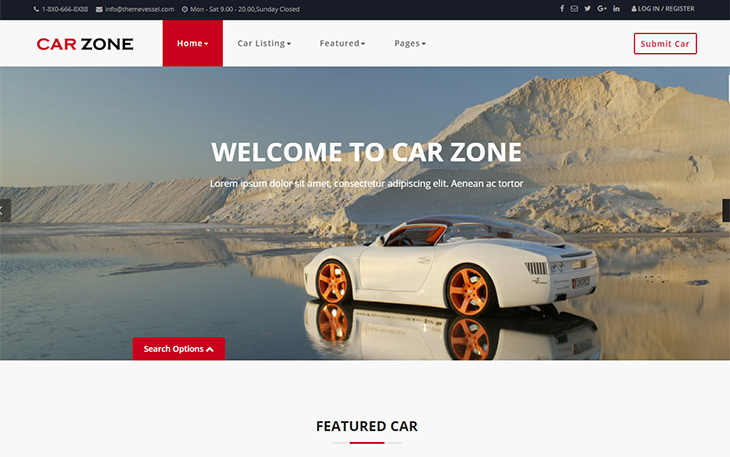 1-8X0-666-8X88 info@themevessel.com Mon - Sat 9.00 - 20.00,Sunday Closed LOG IN / REGISTER
CAR ZONE Home Car Listing Featured Pages Submit Car
WELCOME TO CAR ZONE
Lorem ipsum dolor sit amet, consectetur adipiscing elit. Aenean ac tortor
Search Options
FEATURED CAR